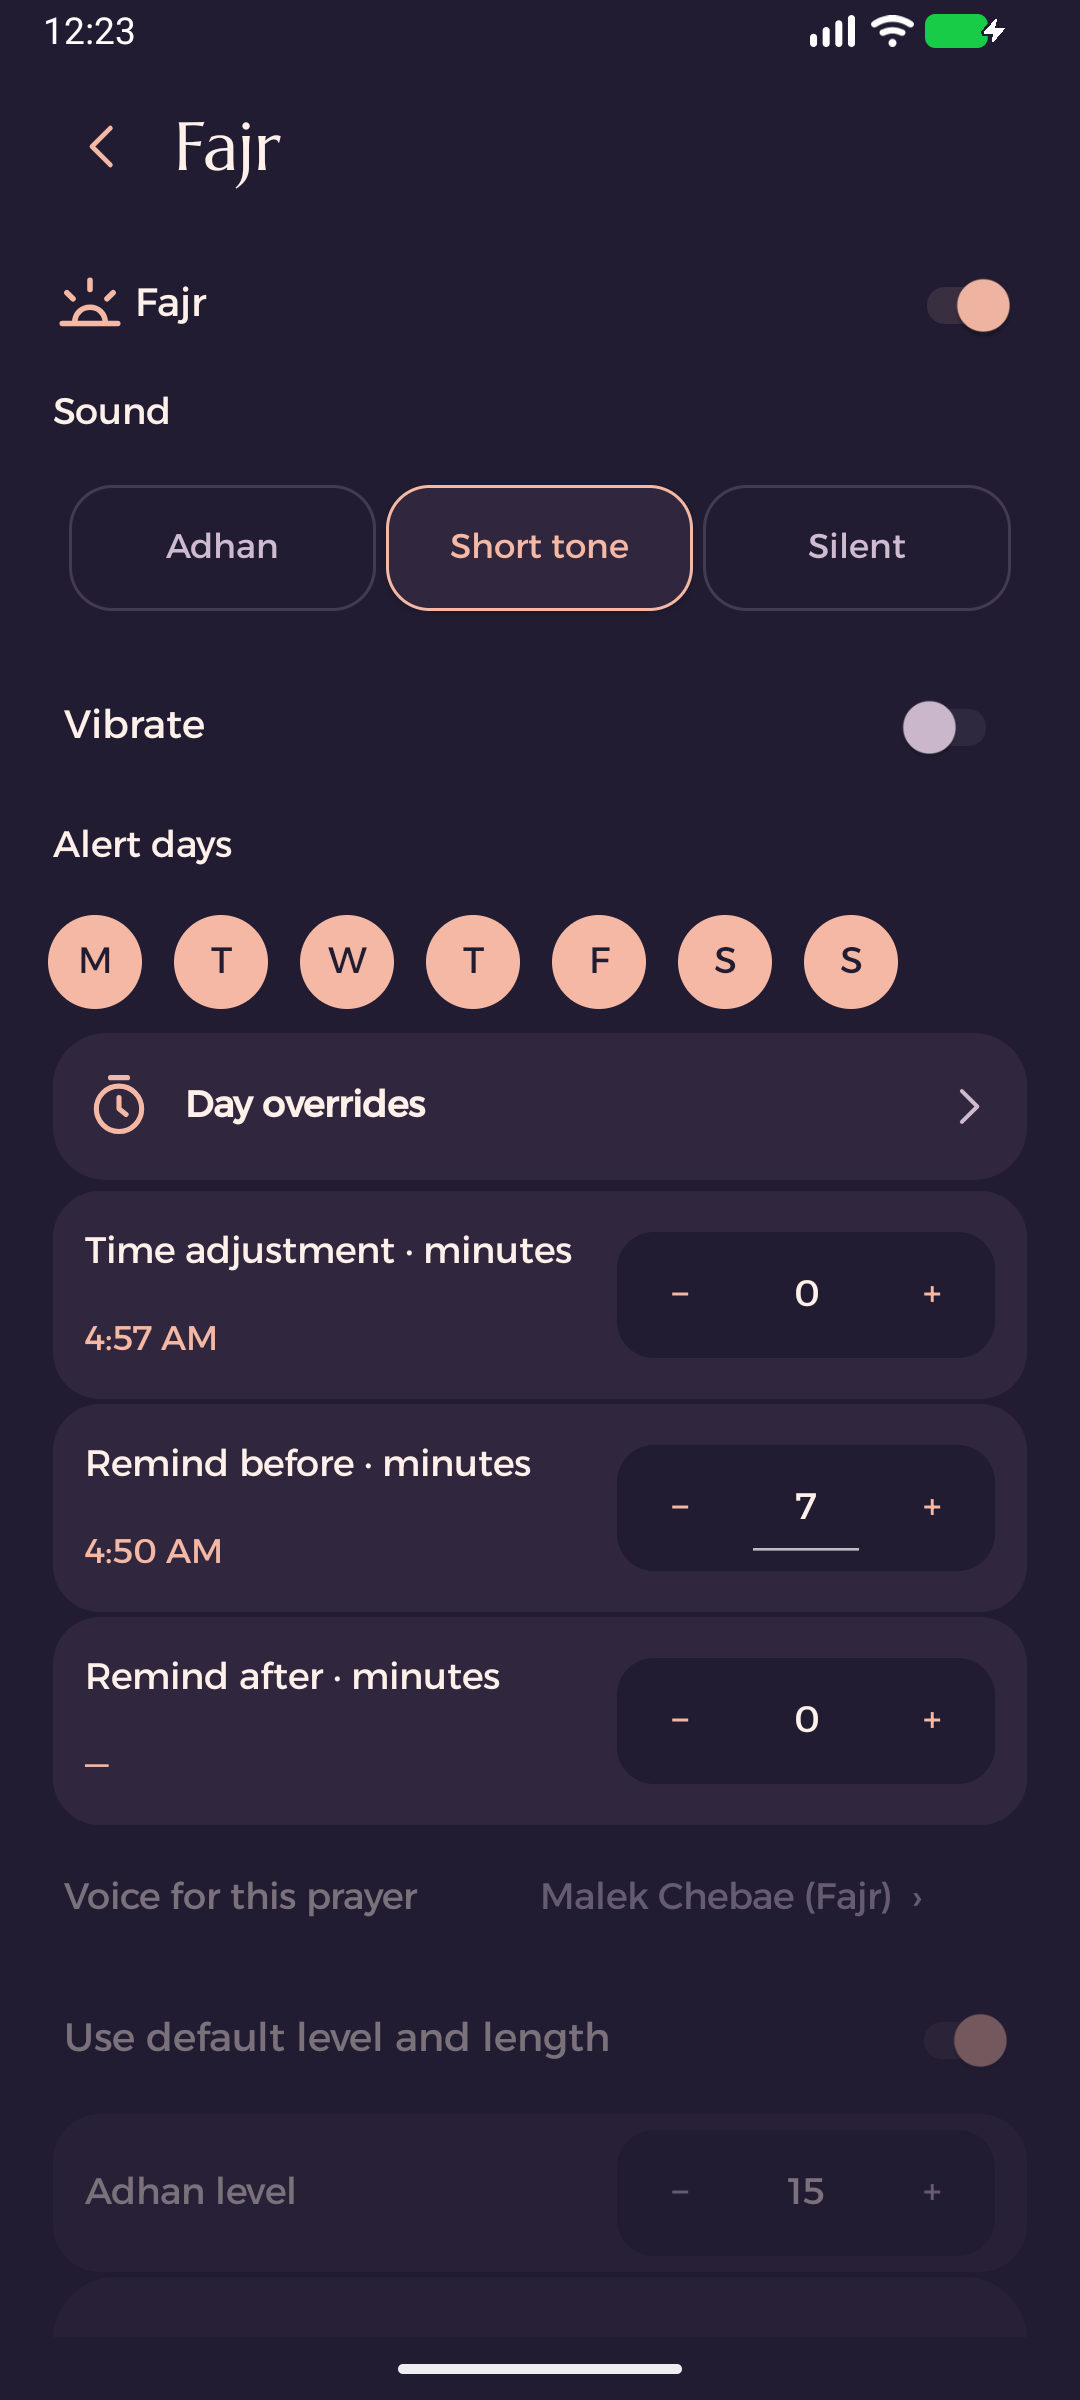 12:23
Fajr
Fajr
Sound
Adhan
Short tone
Silent
Vibrate
Alert days
M T W T F S S
Day overrides
Time adjustment · minutes
4:57 AM
− 0 +
Remind before · minutes
4:50 AM
− 7 +
Remind after · minutes
—
− 0 +
Voice for this prayer
Malek Chebae (Fajr) ›
Use default level and length
Adhan level
− 15 +